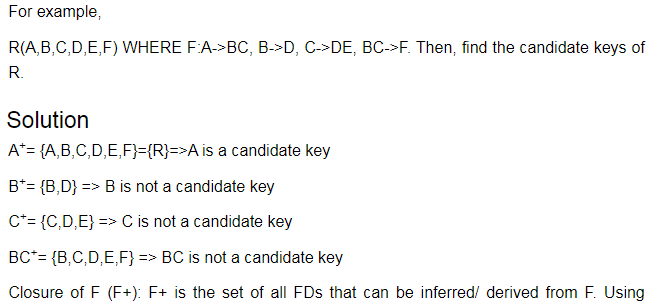 For example,
R(A,B,C,D,E,F) WHERE F:A->BC, B->D, C->DE, BC->F. Then, find the candidate keys of
R.
Solution
A⁺= {A,B,C,D,E,F}={R}=>A is a candidate key
B⁺= {B,D} => B is not a candidate key
C⁺= {C,D,E} => C is not a candidate key
BC⁺= {B,C,D,E,F} => BC is not a candidate key
Closure of F (F+): F+ is the set of all FDs that can be inferred/ derived from F. Using